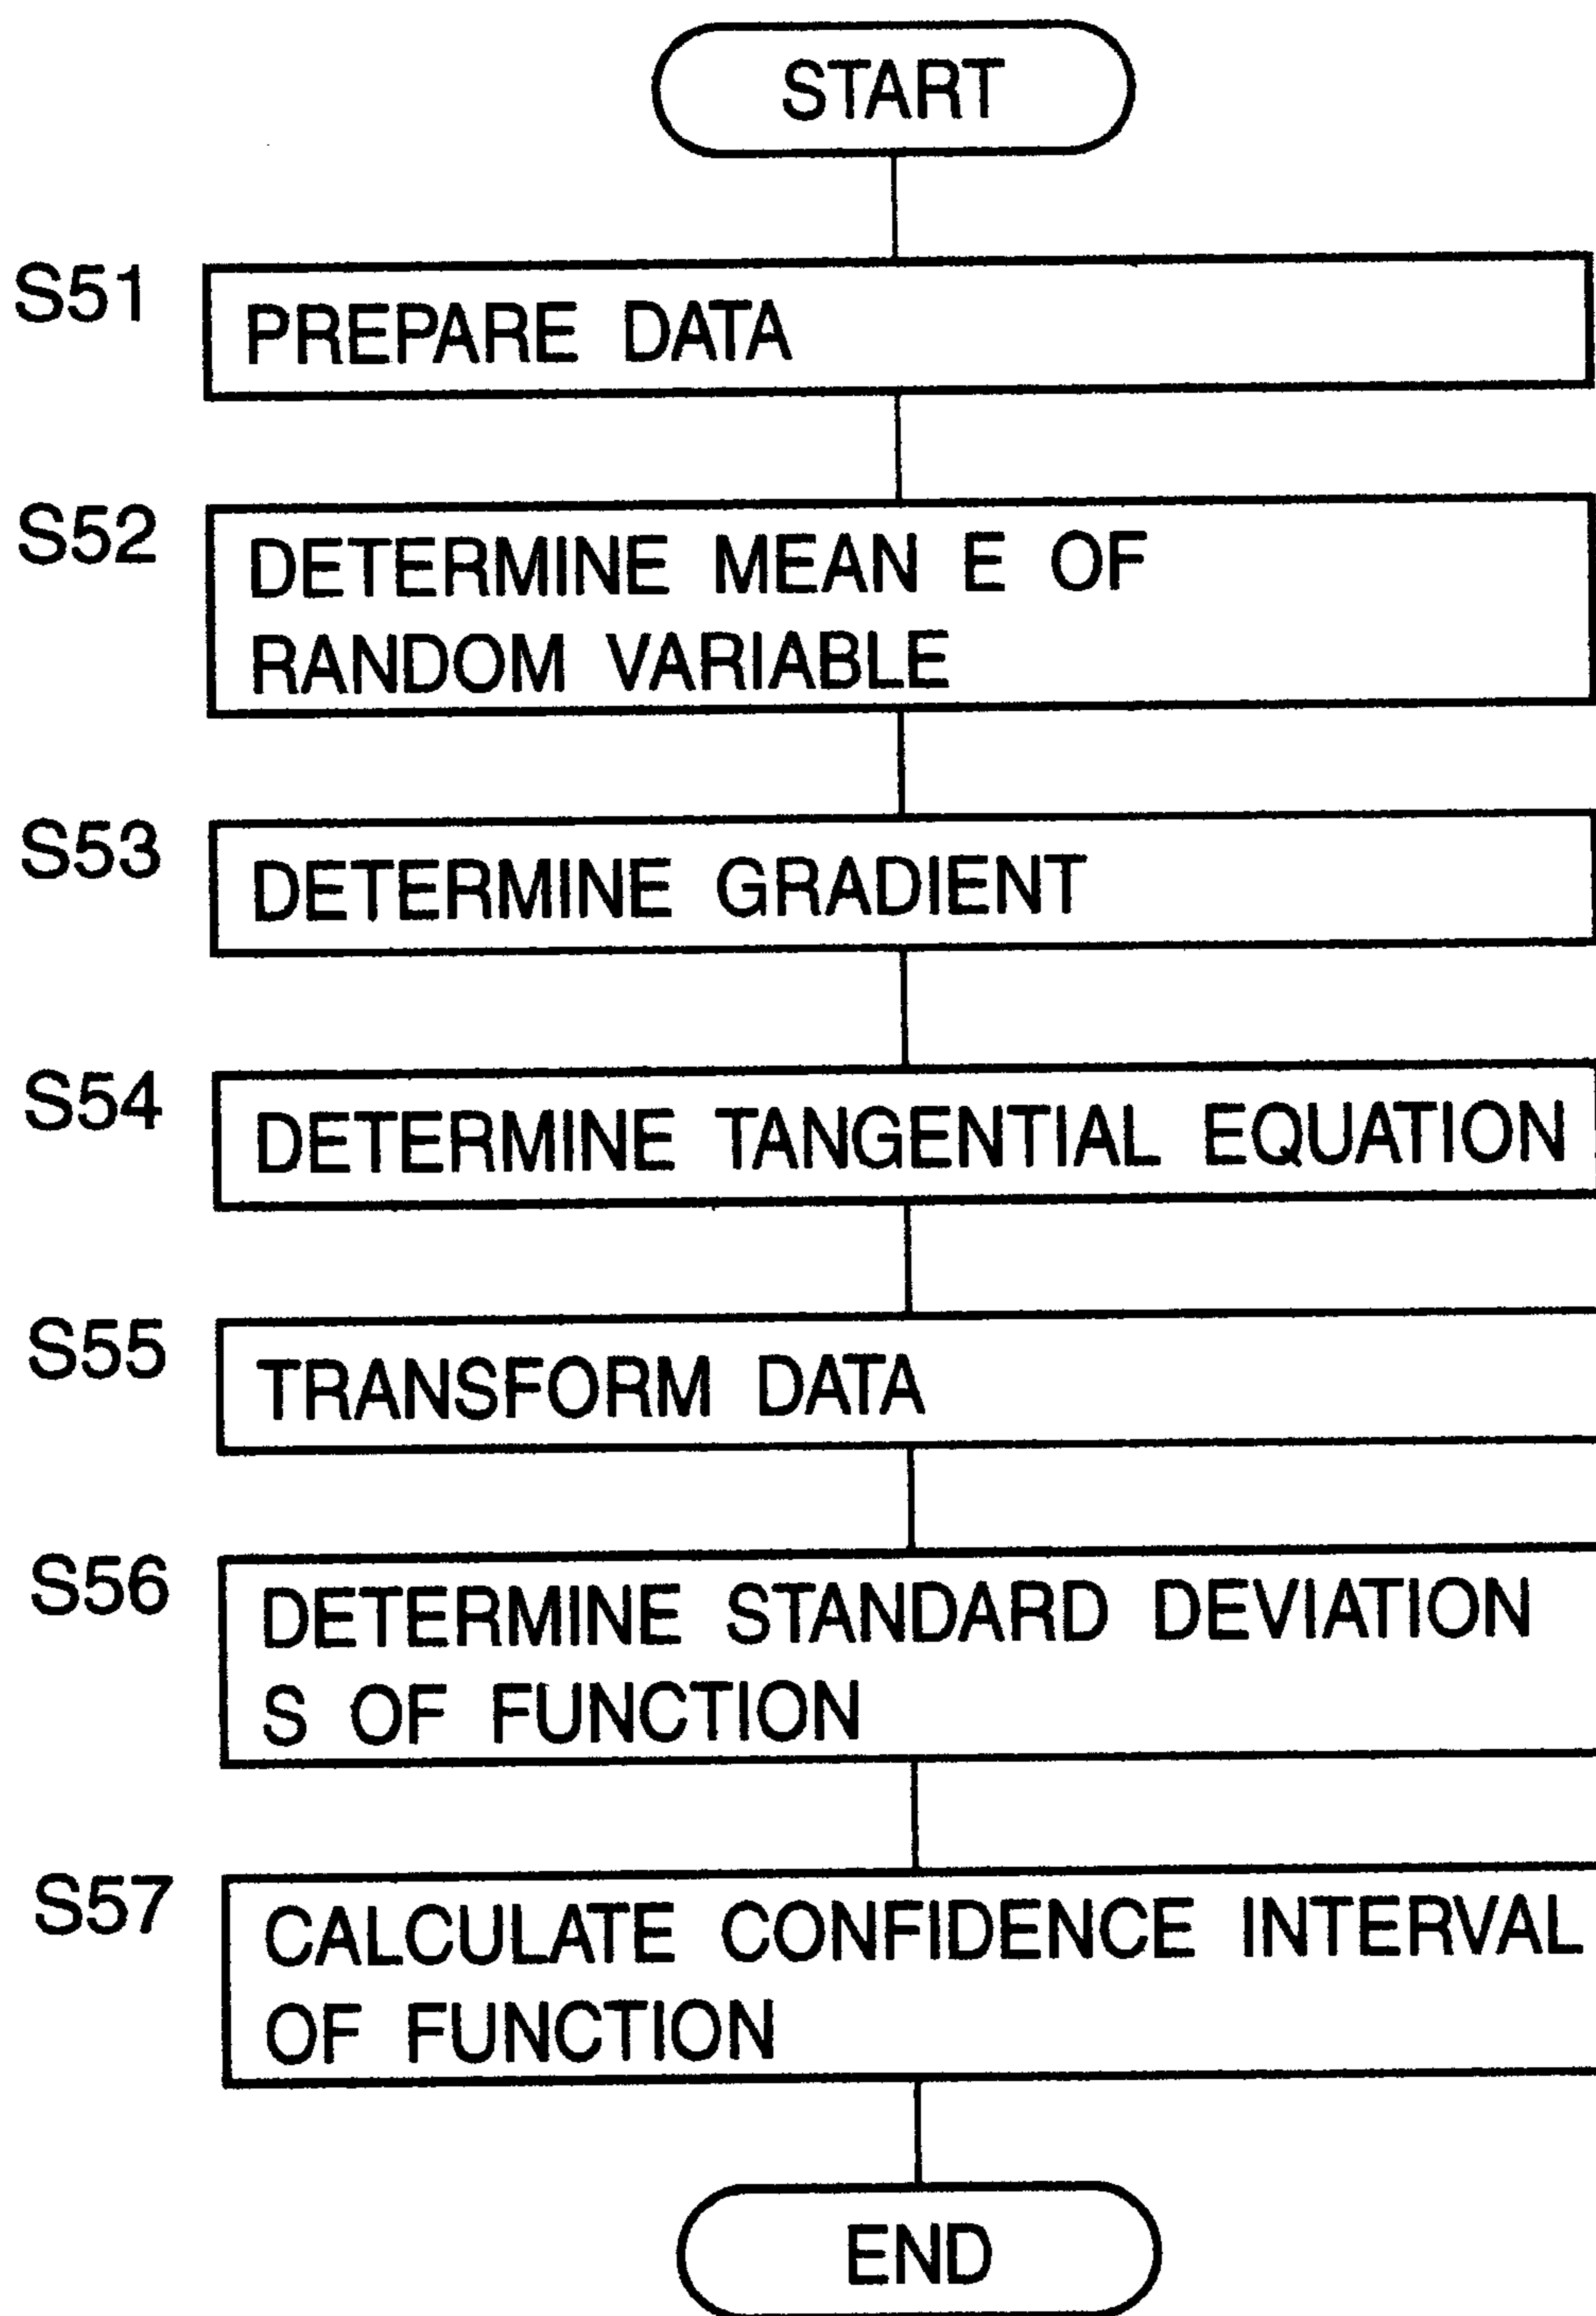 START
S51
PREPARE DATA
S52
DETERMINE MEAN E OF
RANDOM VARIABLE
S53
DETERMINE GRADIENT
S54
DETERMINE TANGENTIAL EQUATION
S55
TRANSFORM DATA
S56
DETERMINE STANDARD DEVIATION
S OF FUNCTION
S57
CALCULATE CONFIDENCE INTERVAL
OF FUNCTION
END